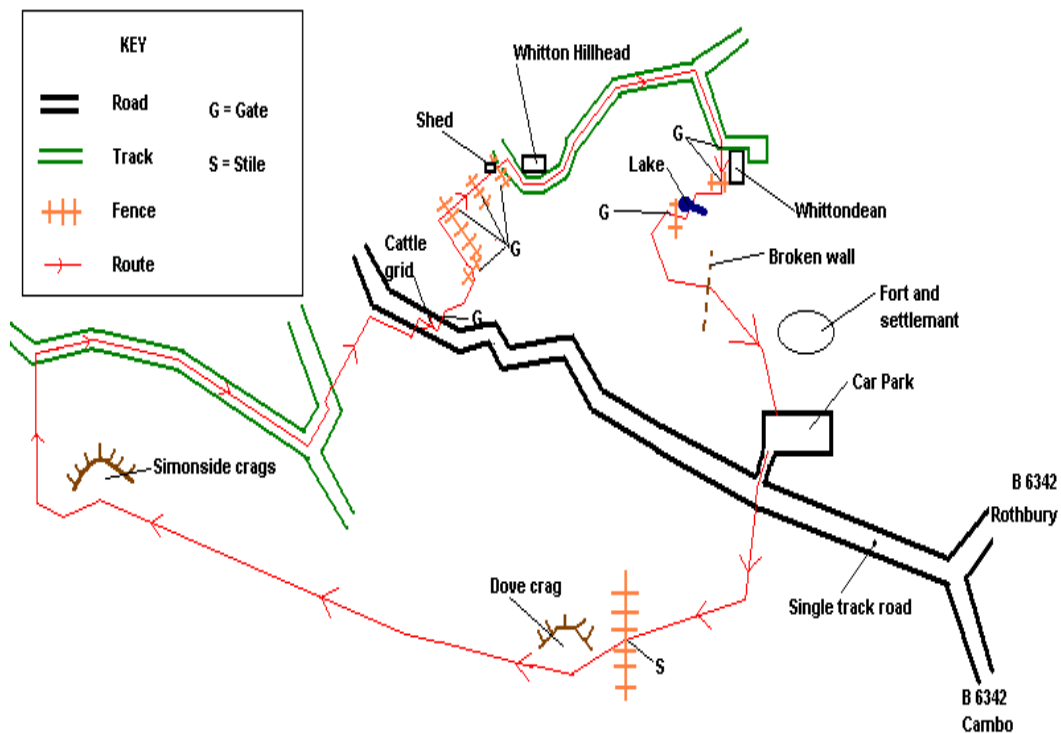 KEY
Road
G = Gate
Track
S = Stile
Fence
Route
Whitton Hillhead
Shed
G
Lake
Whittondean
G
G
Cattle
grid
Broken wall
G
Fort and
settlemant
Car Park
Simonside crags
B 6342
Rothbury
Dove crag
Single track road
S
B 6342
Cambo